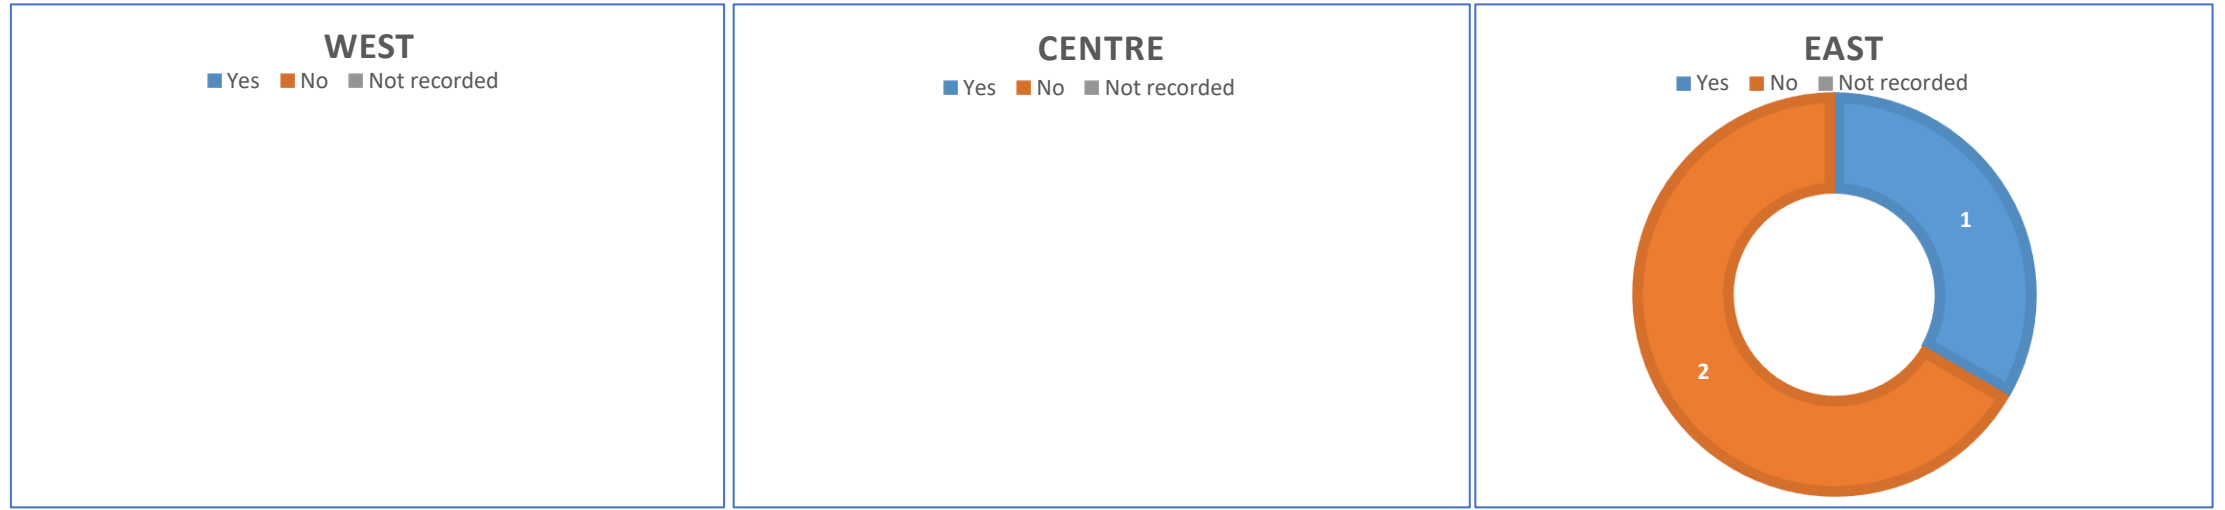 WEST
Yes No Not recorded
CENTRE
Yes No Not recorded
EAST
Yes No Not recorded
1
2